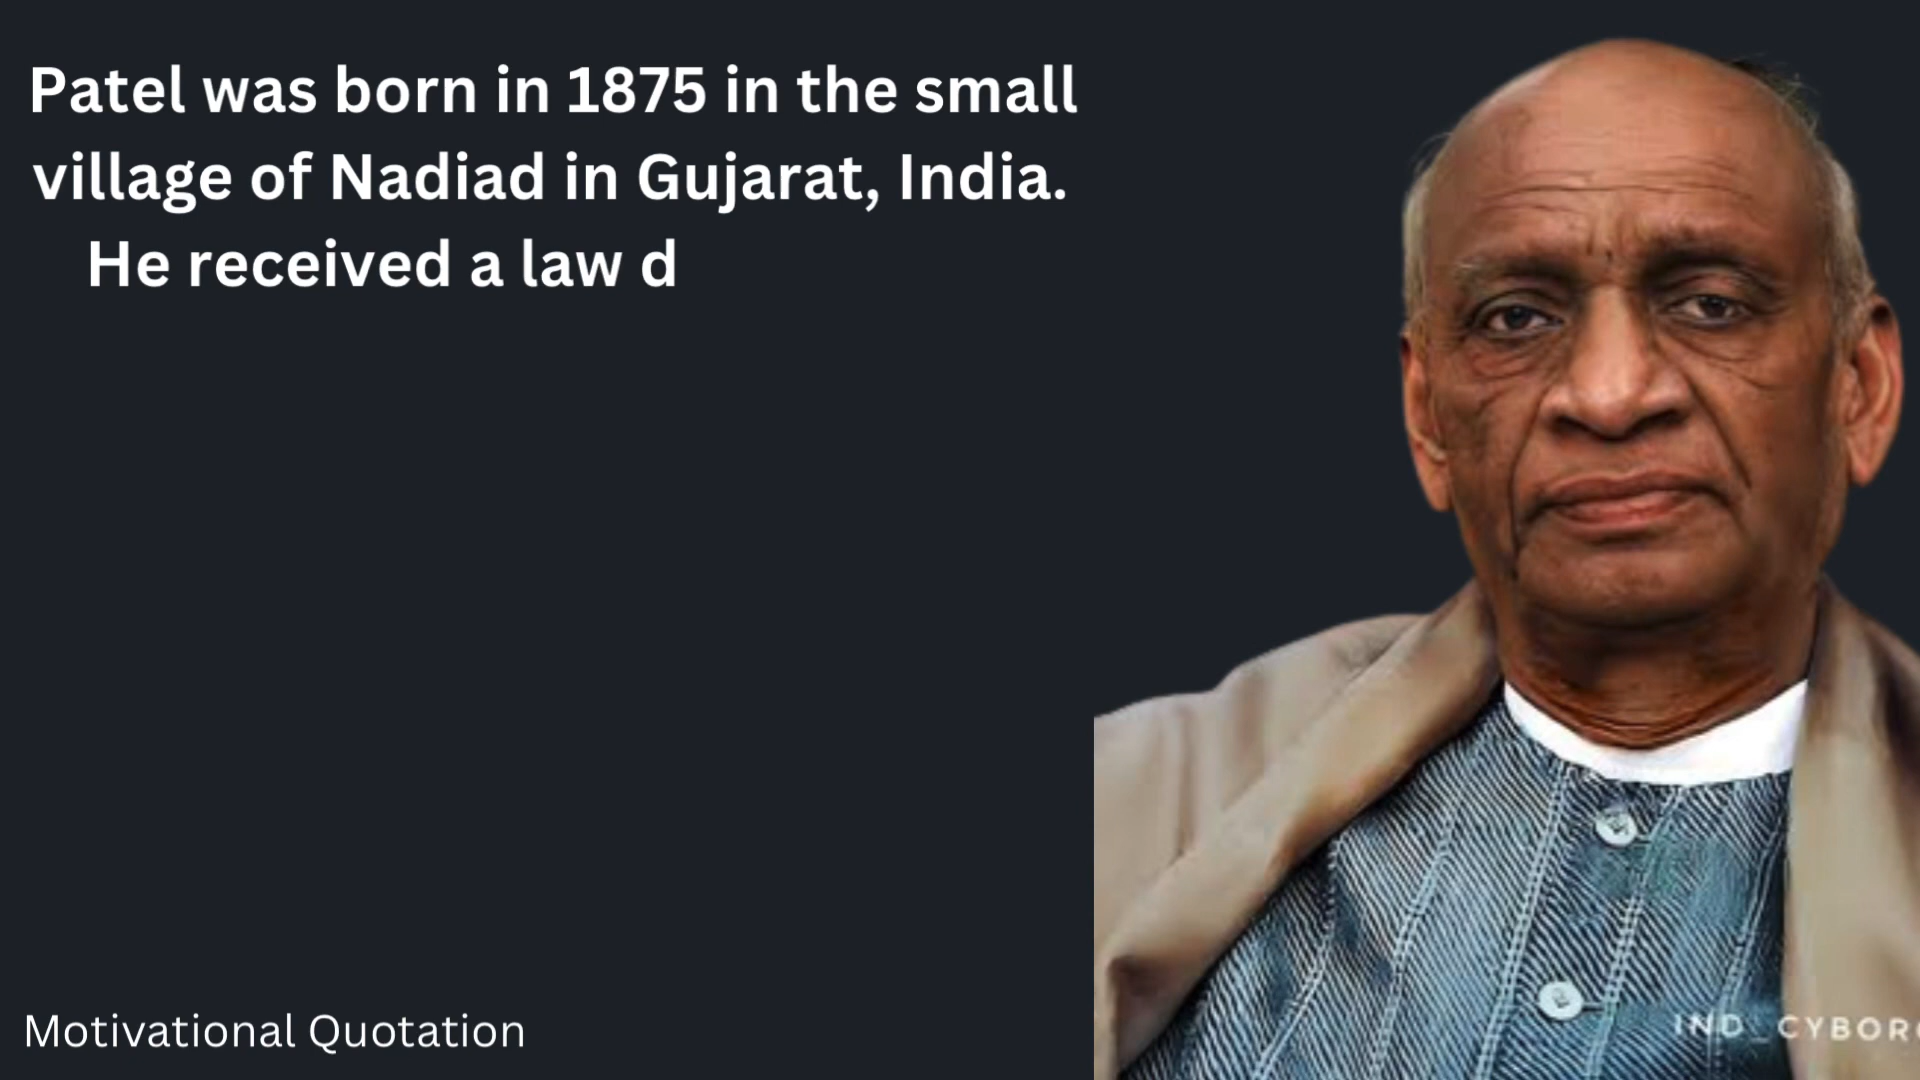 Patel was born in 1875 in the small
village of Nadiad in Gujarat, India.
He received a law d
Motivational Quotation
IND_CYBOR